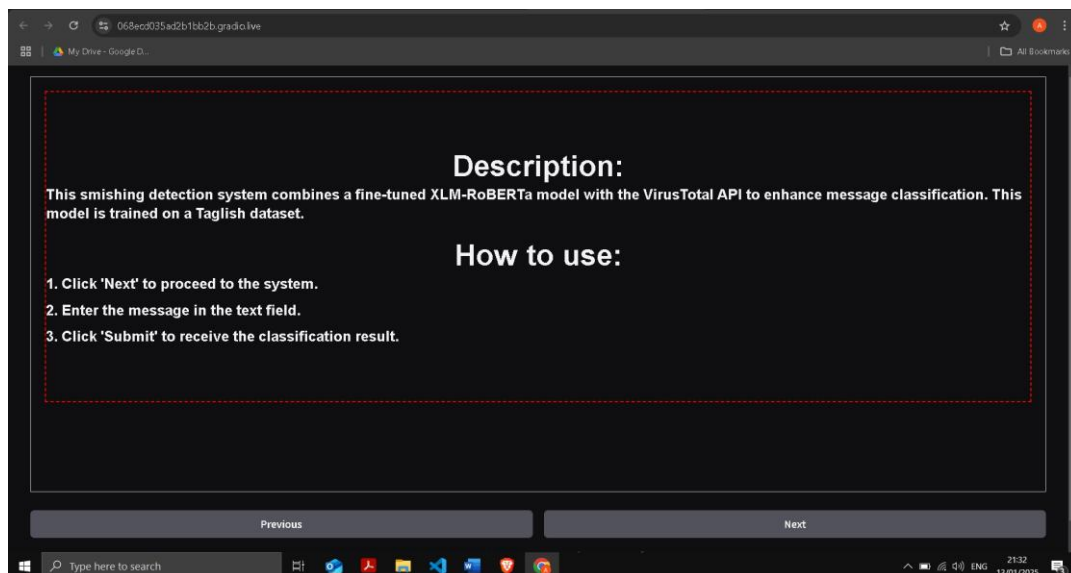 068ecd035ad2b1bb2b.gradio.live
My Drive - Google D...
All Bookmarks
Description:
This smishing detection system combines a fine-tuned XLM-RoBERTa model with the VirusTotal API to enhance message classification. This
model is trained on a Taglish dataset.
How to use:
1. Click 'Next' to proceed to the system.
2. Enter the message in the text field.
3. Click 'Submit' to receive the classification result.
Previous
Next
Type here to search
ENG
21:32